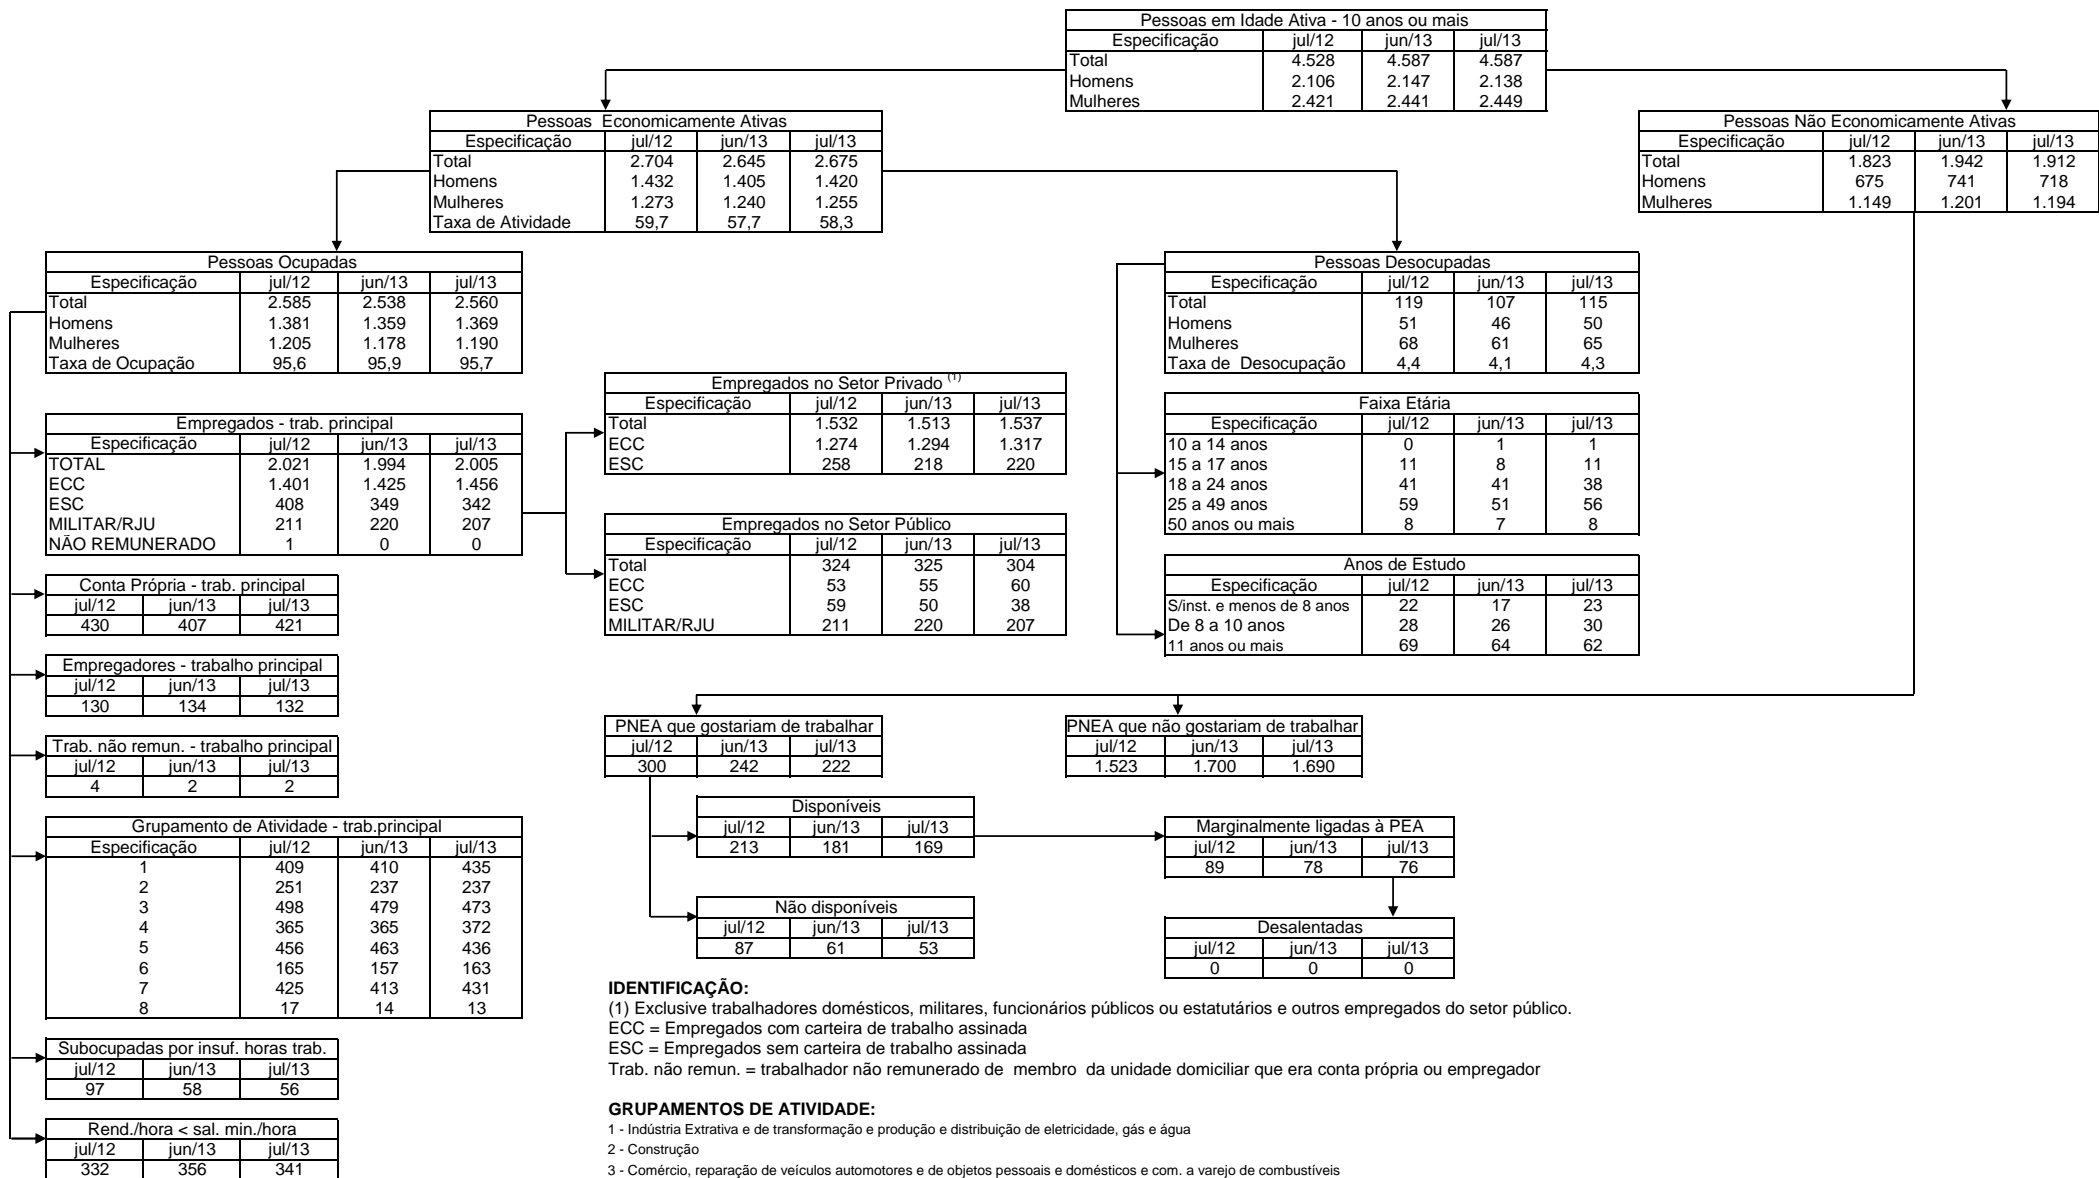 Pessoas em Idade Ativa - 10 anos ou mais
Especificação jul/12 jun/13 jul/13
Total 4.528 4.587 4.587
Homens 2.106 2.147 2.138
Mulheres 2.421 2.441 2.449
Pessoas Economicamente Ativas
Especificação jul/12 jun/13 jul/13
Total 2.704 2.645 2.675
Homens 1.432 1.405 1.420
Mulheres 1.273 1.240 1.255
Taxa de Atividade 59,7 57,7 58,3
Pessoas Não Economicamente Ativas
Especificação jul/12 jun/13 jul/13
Total 1.823 1.942 1.912
Homens 675 741 718
Mulheres 1.149 1.201 1.194
Pessoas Ocupadas
Especificação jul/12 jun/13 jul/13
Total 2.585 2.538 2.560
Homens 1.381 1.359 1.369
Mulheres 1.205 1.178 1.190
Taxa de Ocupação 95,6 95,9 95,7
Pessoas Desocupadas
Especificação jul/12 jun/13 jul/13
Total 119 107 115
Homens 51 46 50
Mulheres 68 61 65
Taxa de Desocupação 4,4 4,1 4,3
Empregados - trab. principal
Especificação jul/12 jun/13 jul/13
TOTAL 2.021 1.994 2.005
ECC 1.401 1.425 1.456
ESC 408 349 342
MILITAR/RJU 211 220 207
NÃO REMUNERADO 1 0 0
Empregados no Setor Privado (1)
Especificação jul/12 jun/13 jul/13
Total 1.532 1.513 1.537
ECC 1.274 1.294 1.317
ESC 258 218 220
Empregados no Setor Público
Especificação jul/12 jun/13 jul/13
Total 324 325 304
ECC 53 55 60
ESC 59 50 38
MILITAR/RJU 211 220 207
Faixa Etária
Especificação jul/12 jun/13 jul/13
10 a 14 anos 0 1 1
15 a 17 anos 11 8 11
18 a 24 anos 41 41 38
25 a 49 anos 59 51 56
50 anos ou mais 8 7 8
Anos de Estudo
Especificação jul/12 jun/13 jul/13
S/inst. e menos de 8 anos 22 17 23
De 8 a 10 anos 28 26 30
11 anos ou mais 69 64 62
Conta Própria - trab. principal
jul/12 jun/13 jul/13
430 407 421
Empregadores - trabalho principal
jul/12 jun/13 jul/13
130 134 132
Trab. não remun. - trabalho principal
jul/12 jun/13 jul/13
4 2 2
PNEA que gostariam de trabalhar
jul/12 jun/13 jul/13
300 242 222
PNEA que não gostariam de trabalhar
jul/12 jun/13 jul/13
1.523 1.700 1.690
Disponíveis
jul/12 jun/13 jul/13
213 181 169
Marginalmente ligadas à PEA
jul/12 jun/13 jul/13
89 78 76
Não disponíveis
jul/12 jun/13 jul/13
87 61 53
Desalentadas
jul/12 jun/13 jul/13
0 0 0
Grupamento de Atividade - trab.principal
Especificação jul/12 jun/13 jul/13
1 409 410 435
2 251 237 237
3 498 479 473
4 365 365 372
5 456 463 436
6 165 157 163
7 425 413 431
8 17 14 13
Subocupadas por insuf. horas trab.
jul/12 jun/13 jul/13
97 58 56
Rend./hora < sal. min./hora
jul/12 jun/13 jul/13
332 356 341
IDENTIFICAÇÃO:
(1) Exclusive trabalhadores domésticos, militares, funcionários públicos ou estatutários e outros empregados do setor público.
ECC = Empregados com carteira de trabalho assinada
ESC = Empregados sem carteira de trabalho assinada
Trab. não remun. = trabalhador não remunerado de membro da unidade domiciliar que era conta própria ou empregador
GRUPAMENTOS DE ATIVIDADE:
1 - Indústria Extrativa e de transformação e produção e distribuição de eletricidade, gás e água
2 - Construção
3 - Comércio, reparação de veículos automotores e de objetos pessoais e domésticos e com. a varejo de combustíveis